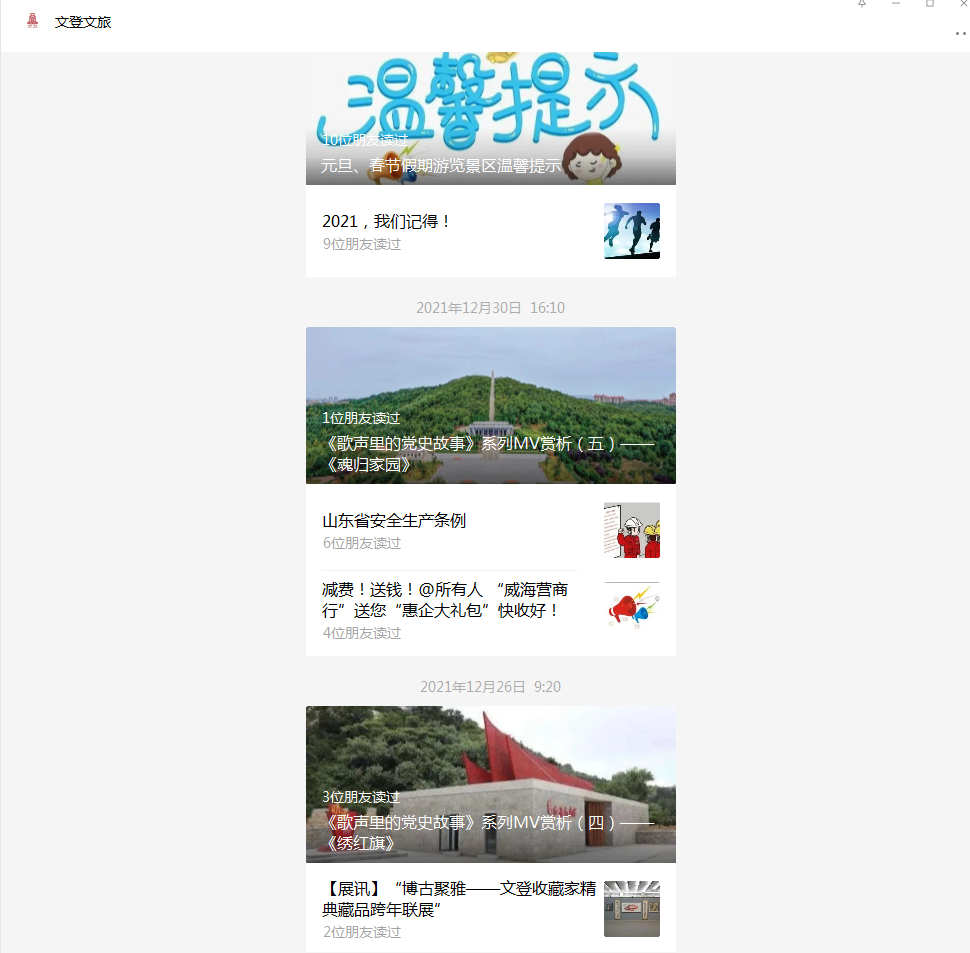 文登文旅
温馨提示
10位朋友读过
元旦、春节假期游览景区温馨提示
2021，我们记得！
9位朋友读过
2021年12月30日 16:10
1位朋友读过
《歌声里的党史故事》系列MV赏析（五）——
《魂归家园》
山东省安全生产条例
6位朋友读过
减费！送钱！@所有人 “威海营商
行”送您“惠企大礼包”快收好！
4位朋友读过
2021年12月26日 9:20
3位朋友读过
《歌声里的党史故事》系列MV赏析（四）——
《绣红旗》
【展讯】“博古聚雅——文登收藏家精
典藏品跨年联展”
2位朋友读过